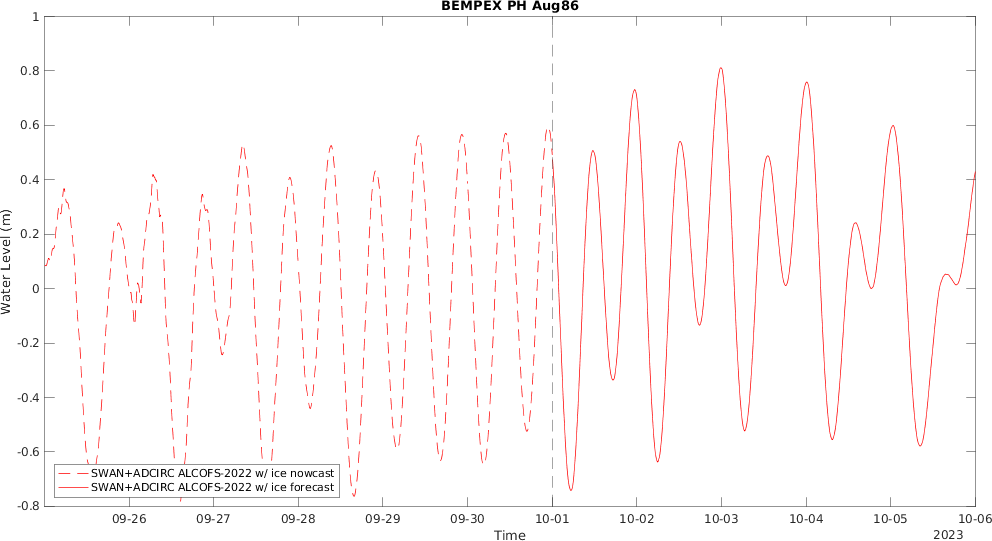 BEMPEX PH Aug86
1
0.8
0.6
0.4
0.2
0
-0.2
-0.4
-0.6
-0.8
Water Level (m)
SWAN+ADCIRC ALCOFS-2022 w/ ice nowcast
SWAN+ADCIRC ALCOFS-2022 w/ ice forecast
09-26 09-27 09-28 09-29 09-30 10-01 10-02 10-03 10-04 10-05 10-06
Time
2023